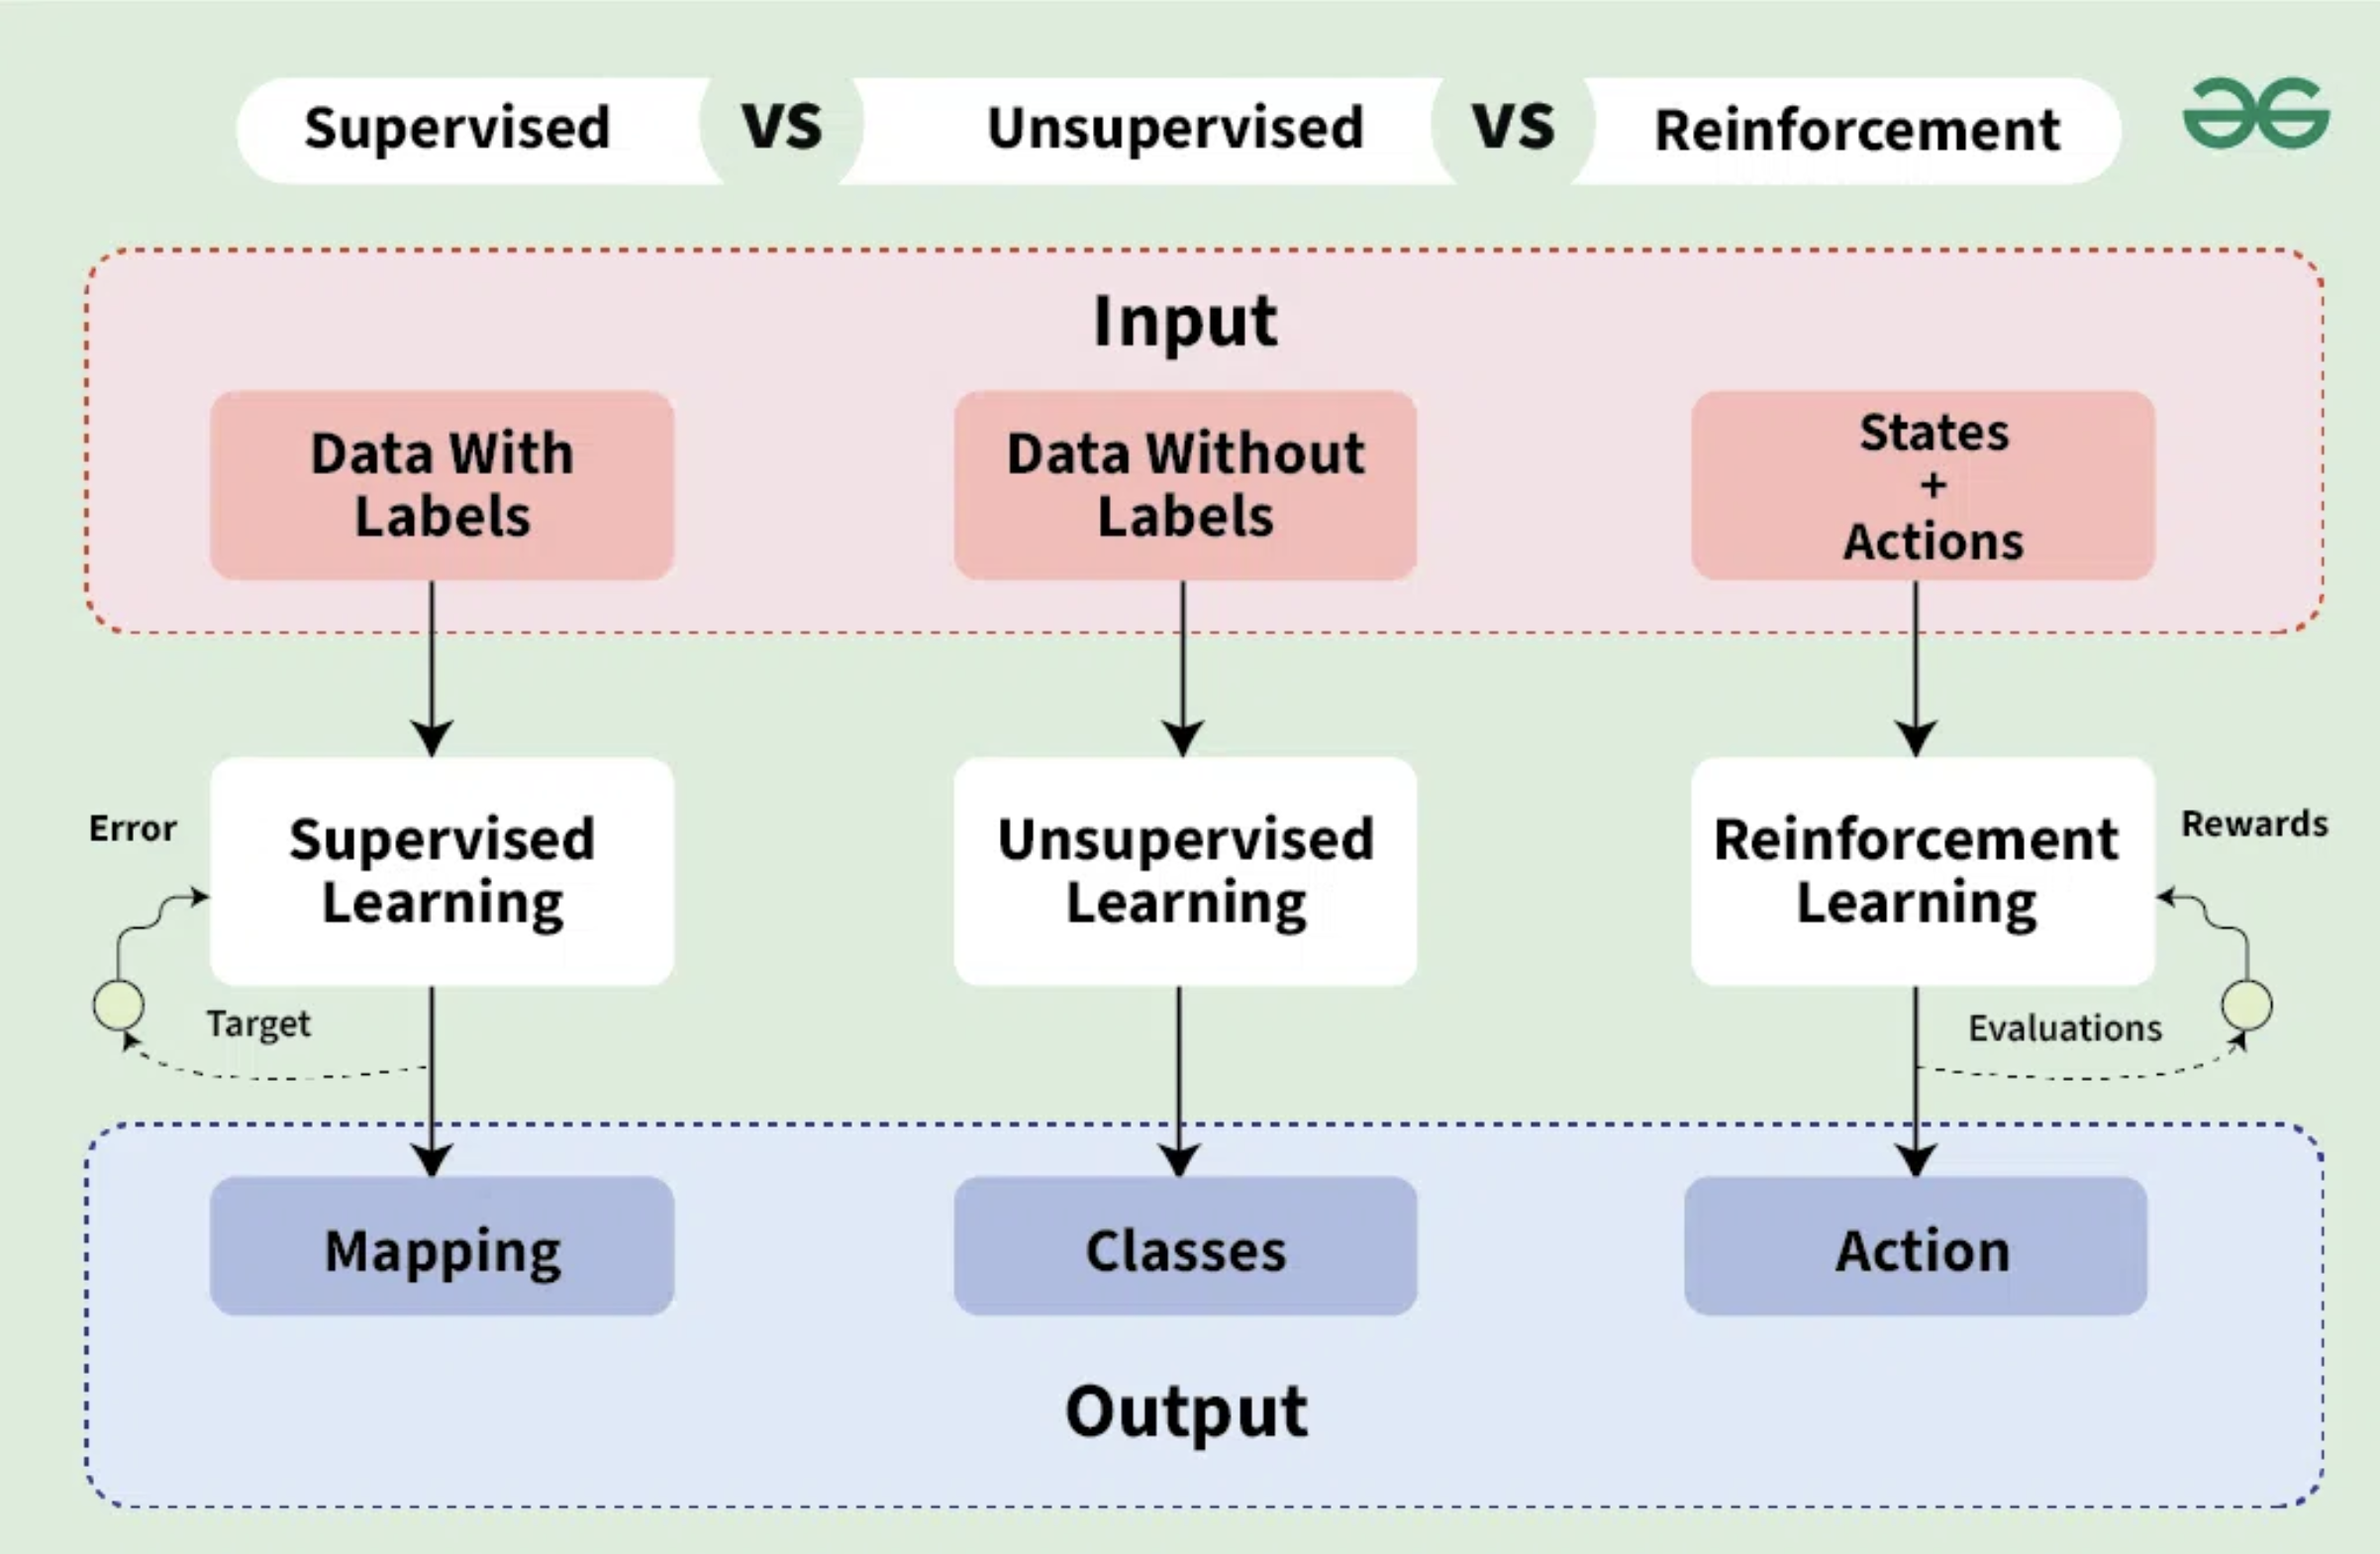 Supervised VS Unsupervised VS Reinforcement
Input
Data With
Labels
Data Without
Labels
States
+
Actions
Error
Supervised
Learning
Target
Unsupervised
Learning
Reinforcement
Learning
Rewards
Evaluations
Mapping
Classes
Action
Output